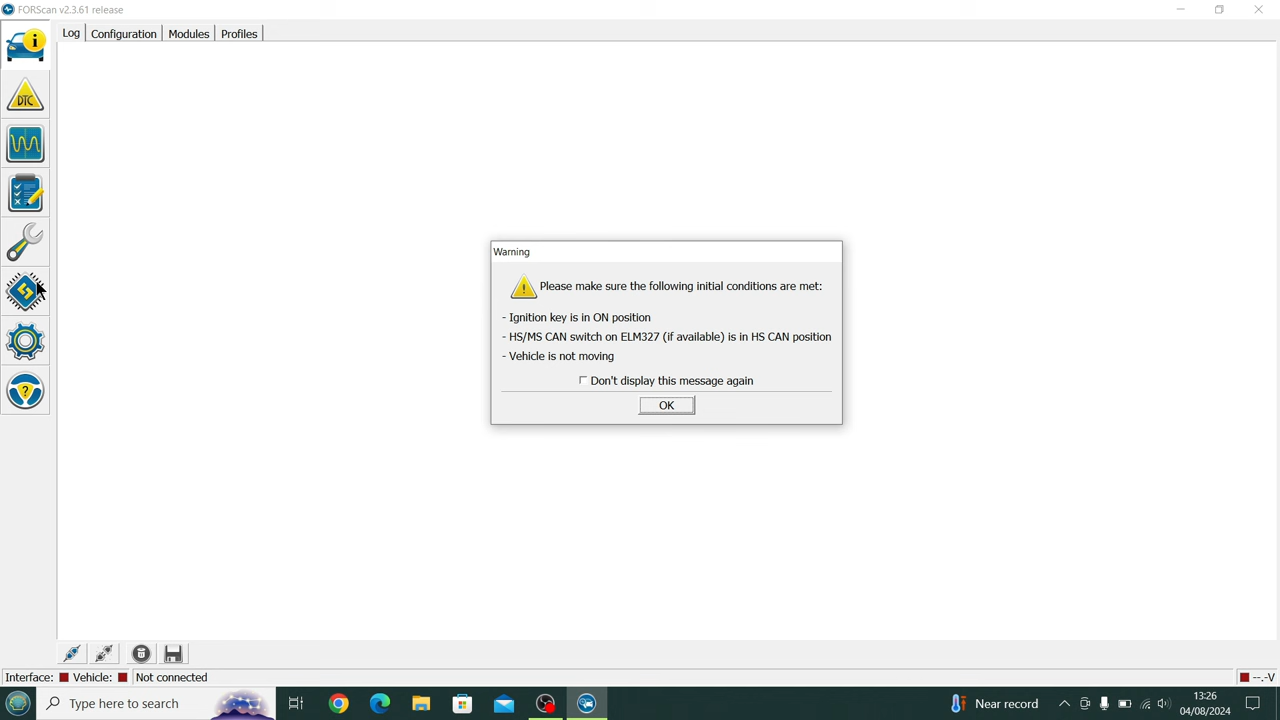 FORScan v2.3.61 release
Log
Configuration
Modules
Profiles
DTC
Warning
Please make sure the following initial conditions are met:
- Ignition key is in ON position
- HS/MS CAN switch on ELM327 (if available) is in HS CAN position
- Vehicle is not moving
Don't display this message again
OK
Interface:
Vehicle:
Not connected
--.-V
Type here to search
Near record
13:26
04/08/2024